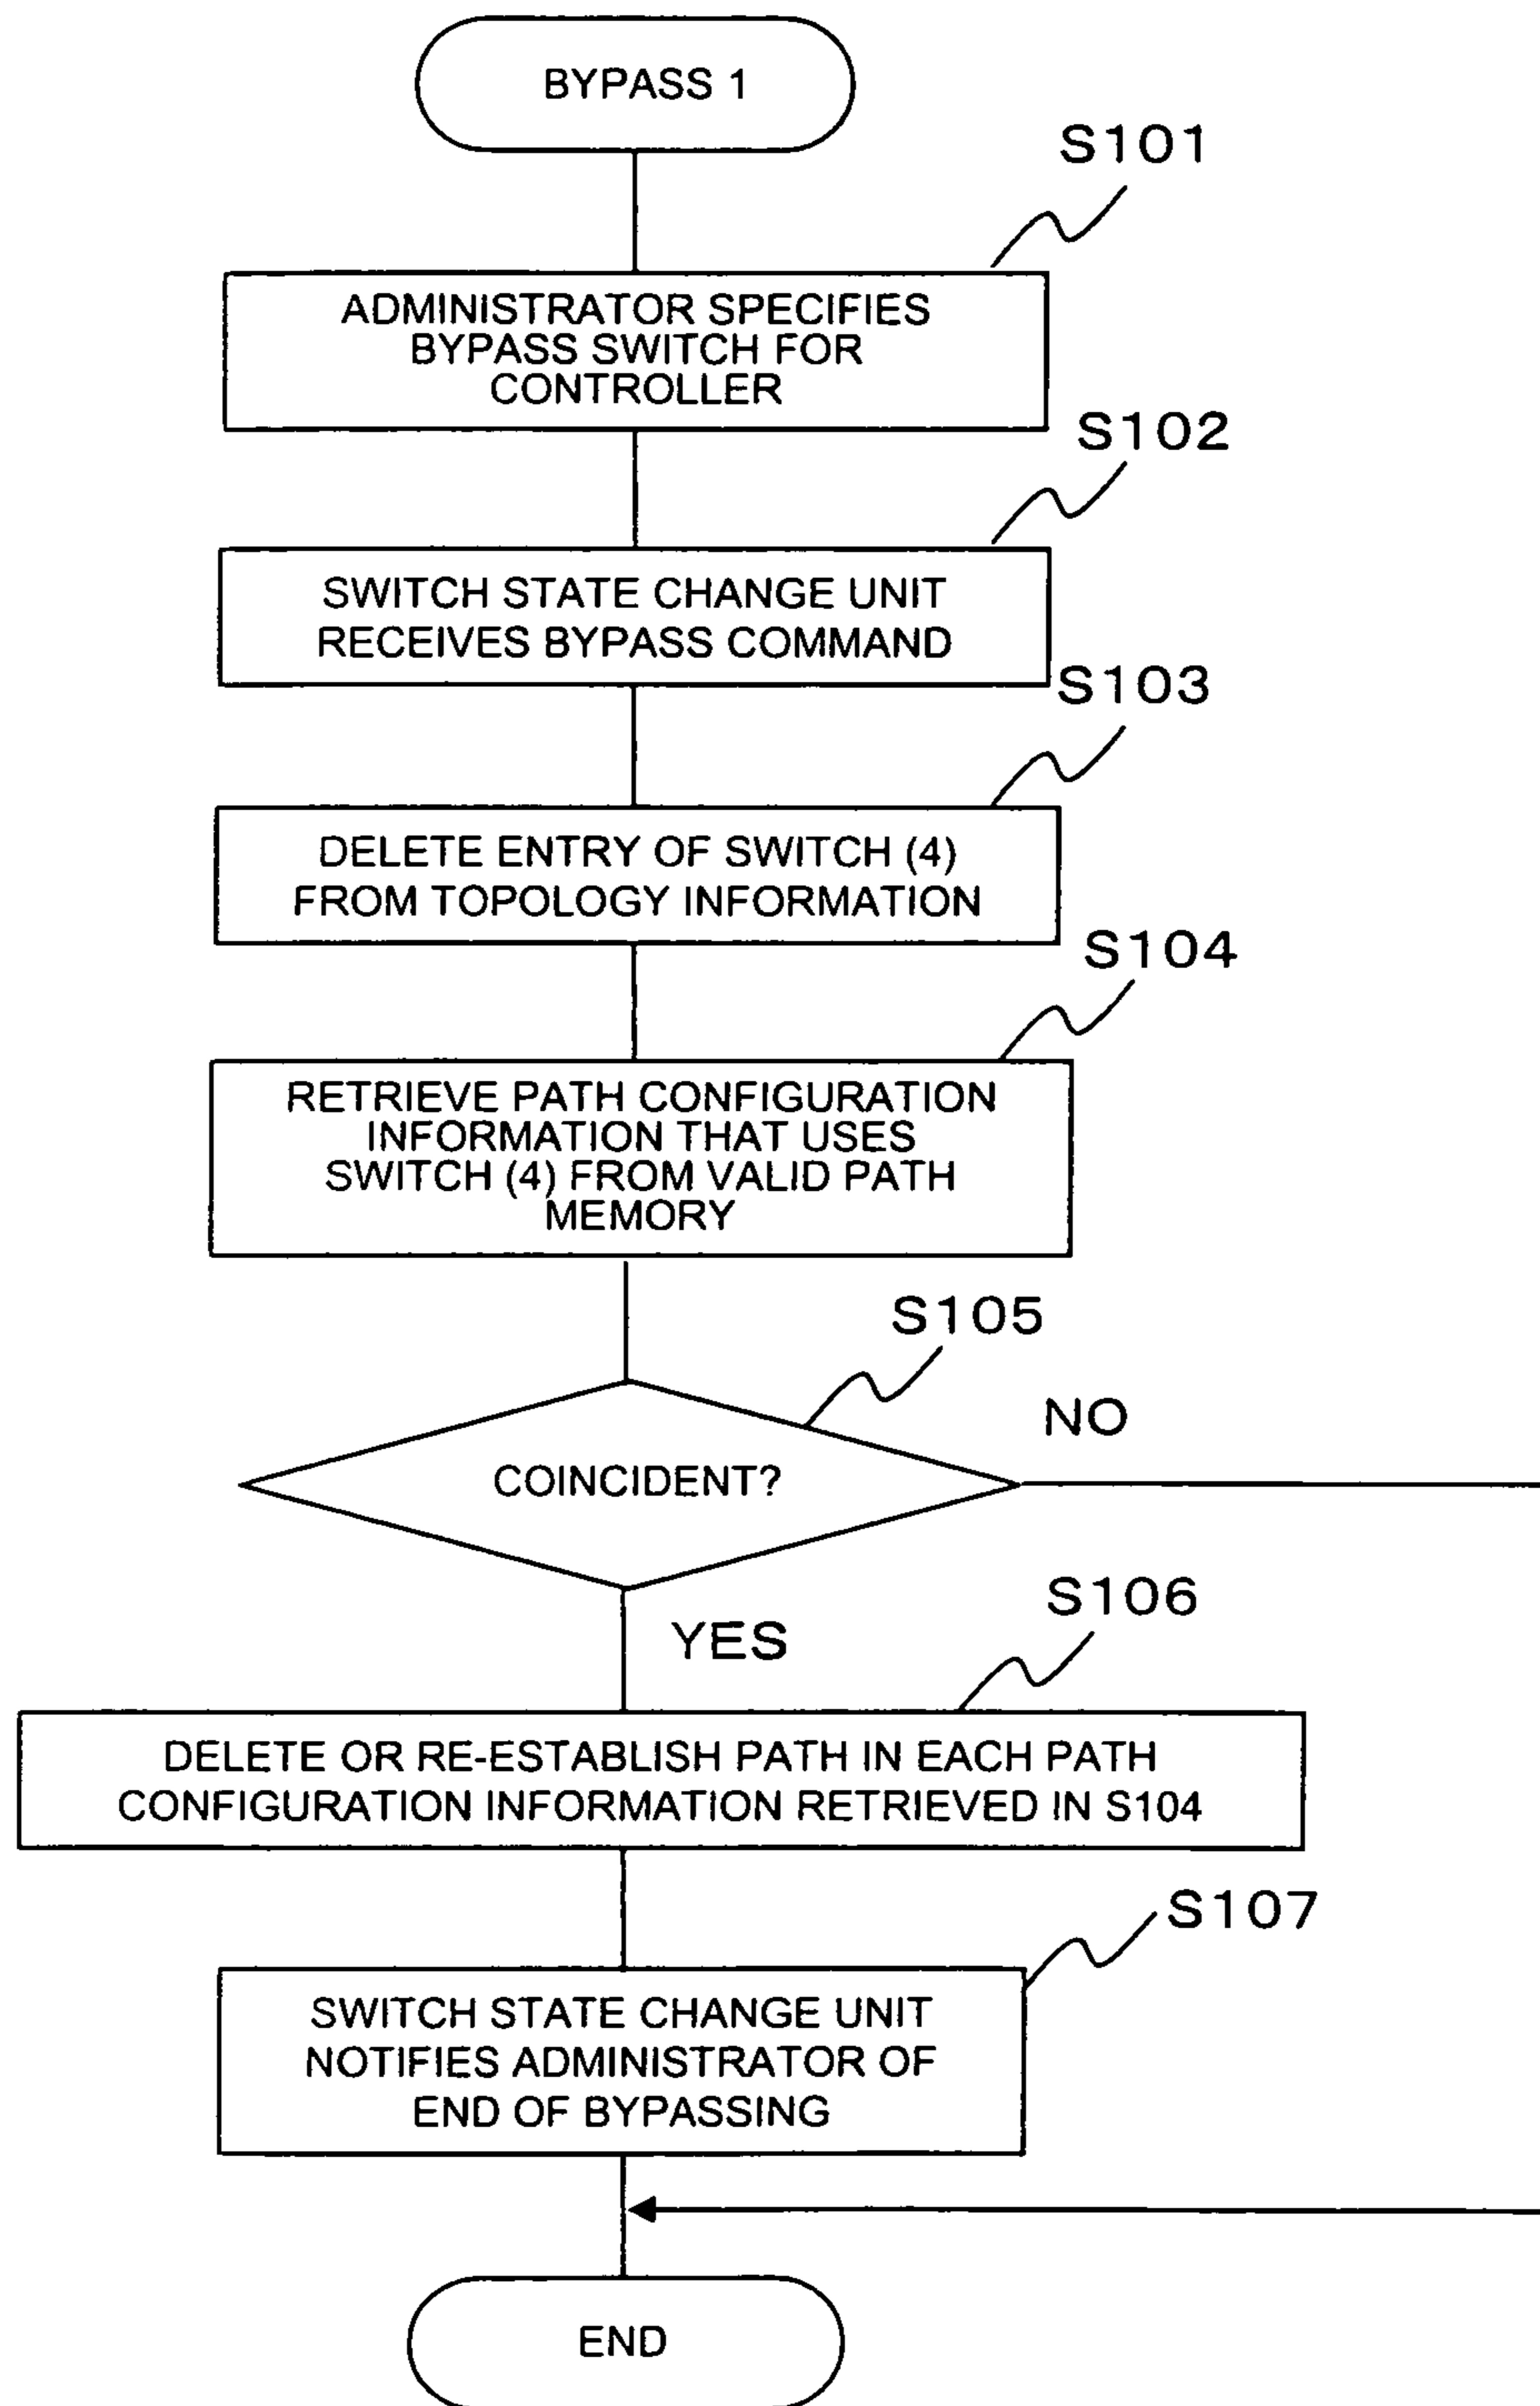 BYPASS 1
S101
ADMINISTRATOR SPECIFIES
BYPASS SWITCH FOR
CONTROLLER
S102
SWITCH STATE CHANGE UNIT
RECEIVES BYPASS COMMAND
S103
DELETE ENTRY OF SWITCH (4)
FROM TOPOLOGY INFORMATION
S104
RETRIEVE PATH CONFIGURATION
INFORMATION THAT USES
SWITCH (4) FROM VALID PATH
MEMORY
S105
COINCIDENT?
NO
YES
S106
DELETE OR RE-ESTABLISH PATH IN EACH PATH
CONFIGURATION INFORMATION RETRIEVED IN S104
S107
SWITCH STATE CHANGE UNIT
NOTIFIES ADMINISTRATOR OF
END OF BYPASSING
END